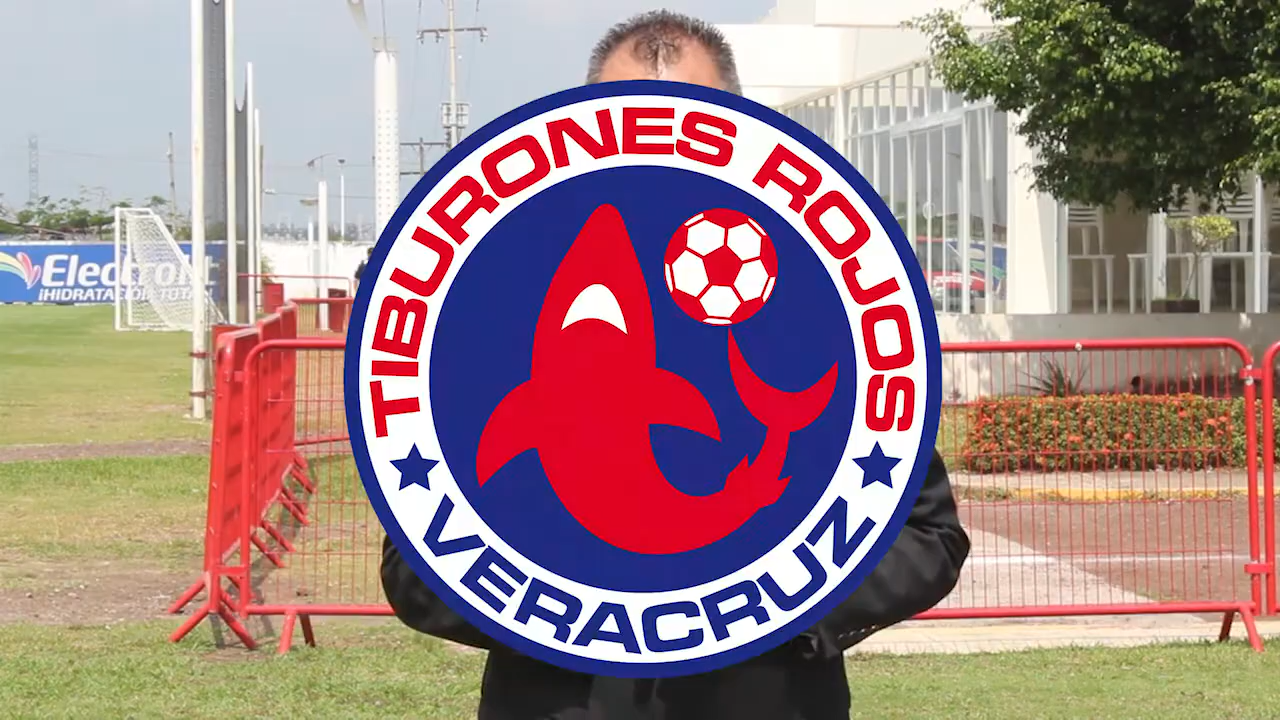 TIBURONES ROJOS
VERACRUZ
Electrolit
¡HIDRATACIÓN TOTAL